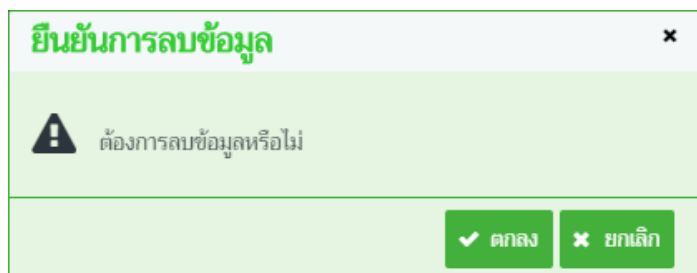 ยืนยันการลบข้อมูล
ต้องการลบข้อมูลหรือไม่
ตกลง ยกเลิก